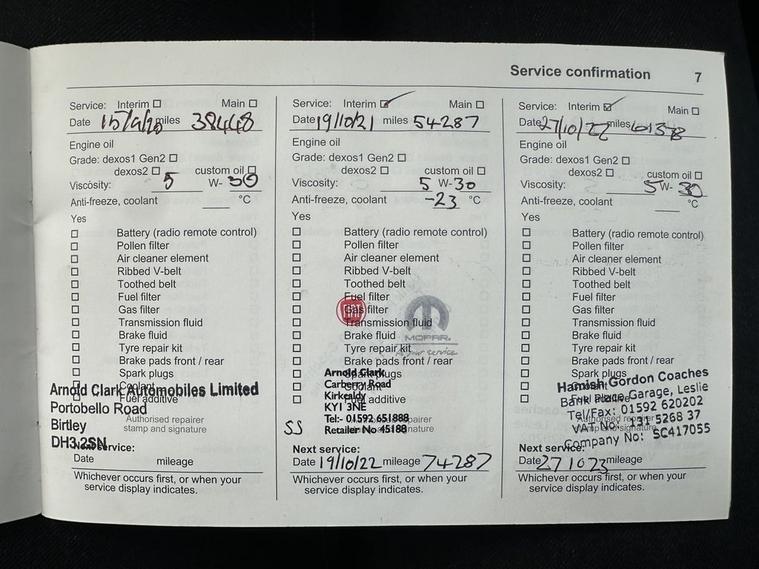 Service confirmation 7
Service: Interim Main
Date 15/9/20 miles 38448
Engine oil
Grade: dexos1 Gen2
dexos2 custom oil
Viscosity: 5 W- 30
Anti-freeze, coolant °C
Yes
Battery (radio remote control)
Pollen filter
Air cleaner element
Ribbed V-belt
Toothed belt
Fuel filter
Gas filter
Transmission fluid
Brake fluid
Tyre repair kit
Brake pads front / rear
Spark plugs
Coolant
Fuel additive
Arnold Clark Automobiles Limited
Portobello Road
Birtley
DH3 2SN
Authorised repairer
stamp and signature
Next service:
Date mileage
Whichever occurs first, or when your
service display indicates.
Service: Interim Main
Date 19/10/21 miles 54287
Engine oil
Grade: dexos1 Gen2
dexos2 custom oil
Viscosity: 5 W- 30
Anti-freeze, coolant -23 °C
Yes
Battery (radio remote control)
Pollen filter
Air cleaner element
Ribbed V-belt
Toothed belt
Fuel filter
Gas filter
Transmission fluid
Brake fluid
Tyre repair kit
Brake pads front / rear
Spark plugs
Coolant
Fuel additive
FIAT
MOPAR
Arnold Clark
Carberry Road
Kirkcaldy
KY1 3NE
Tel:- 01592 651888
Retailer No 45188
SS
Next service:
Date 19/10/22 mileage 74287
Whichever occurs first, or when your
service display indicates.
Service: Interim Main
Date 27/10/22 miles 61378
Engine oil
Grade: dexos1 Gen2
dexos2 custom oil
Viscosity: 5 W- 30
Anti-freeze, coolant °C
Yes
Battery (radio remote control)
Pollen filter
Air cleaner element
Ribbed V-belt
Toothed belt
Fuel filter
Gas filter
Transmission fluid
Brake fluid
Tyre repair kit
Brake pads front / rear
Spark plugs
Fuel additive
Hamish Gordon Coaches
Bank Place Garage, Leslie
Tel/Fax: 01592 620202
VAT No: 131 5268 37
Company No: SC417055
Next service:
Date 27 10 23 mileage
Whichever occurs first, or when your
service display indicates.